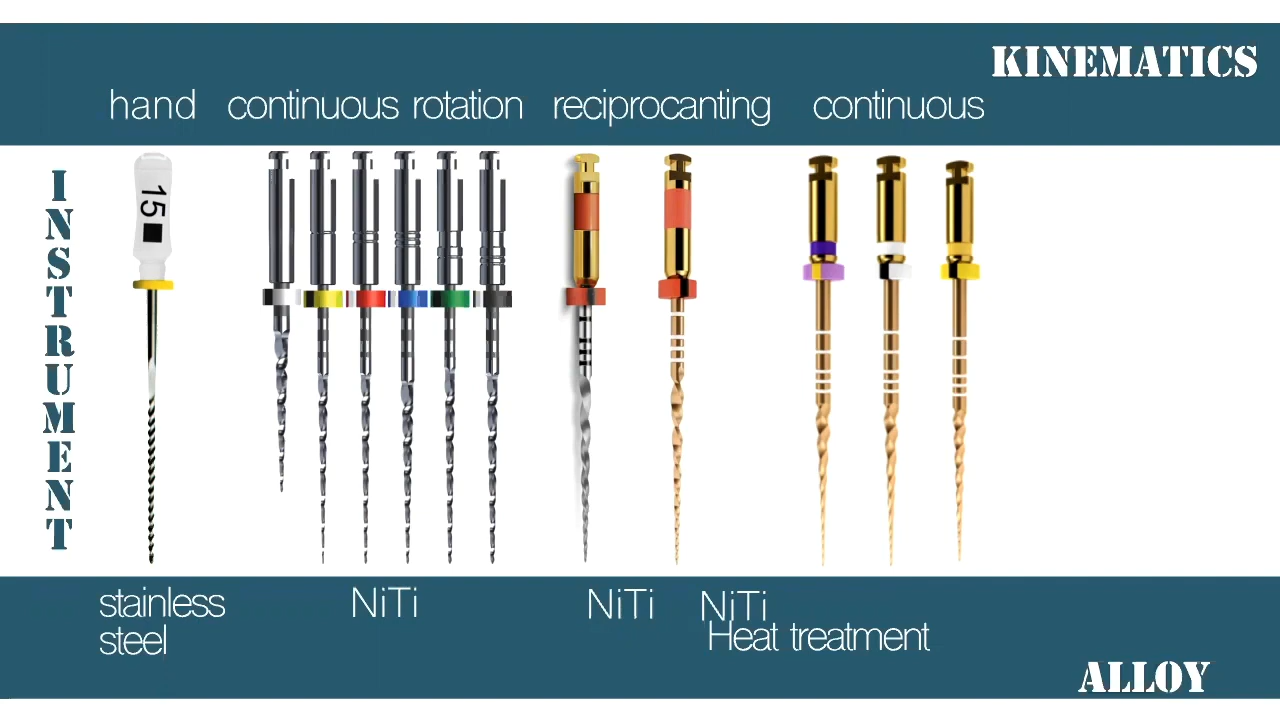 KINEMATICS
hand continuous rotation reciprocanting continuous
INSTRUMENT
15
stainless steel
NiTi
NiTi
NiTi
Heat treatment
ALLOY